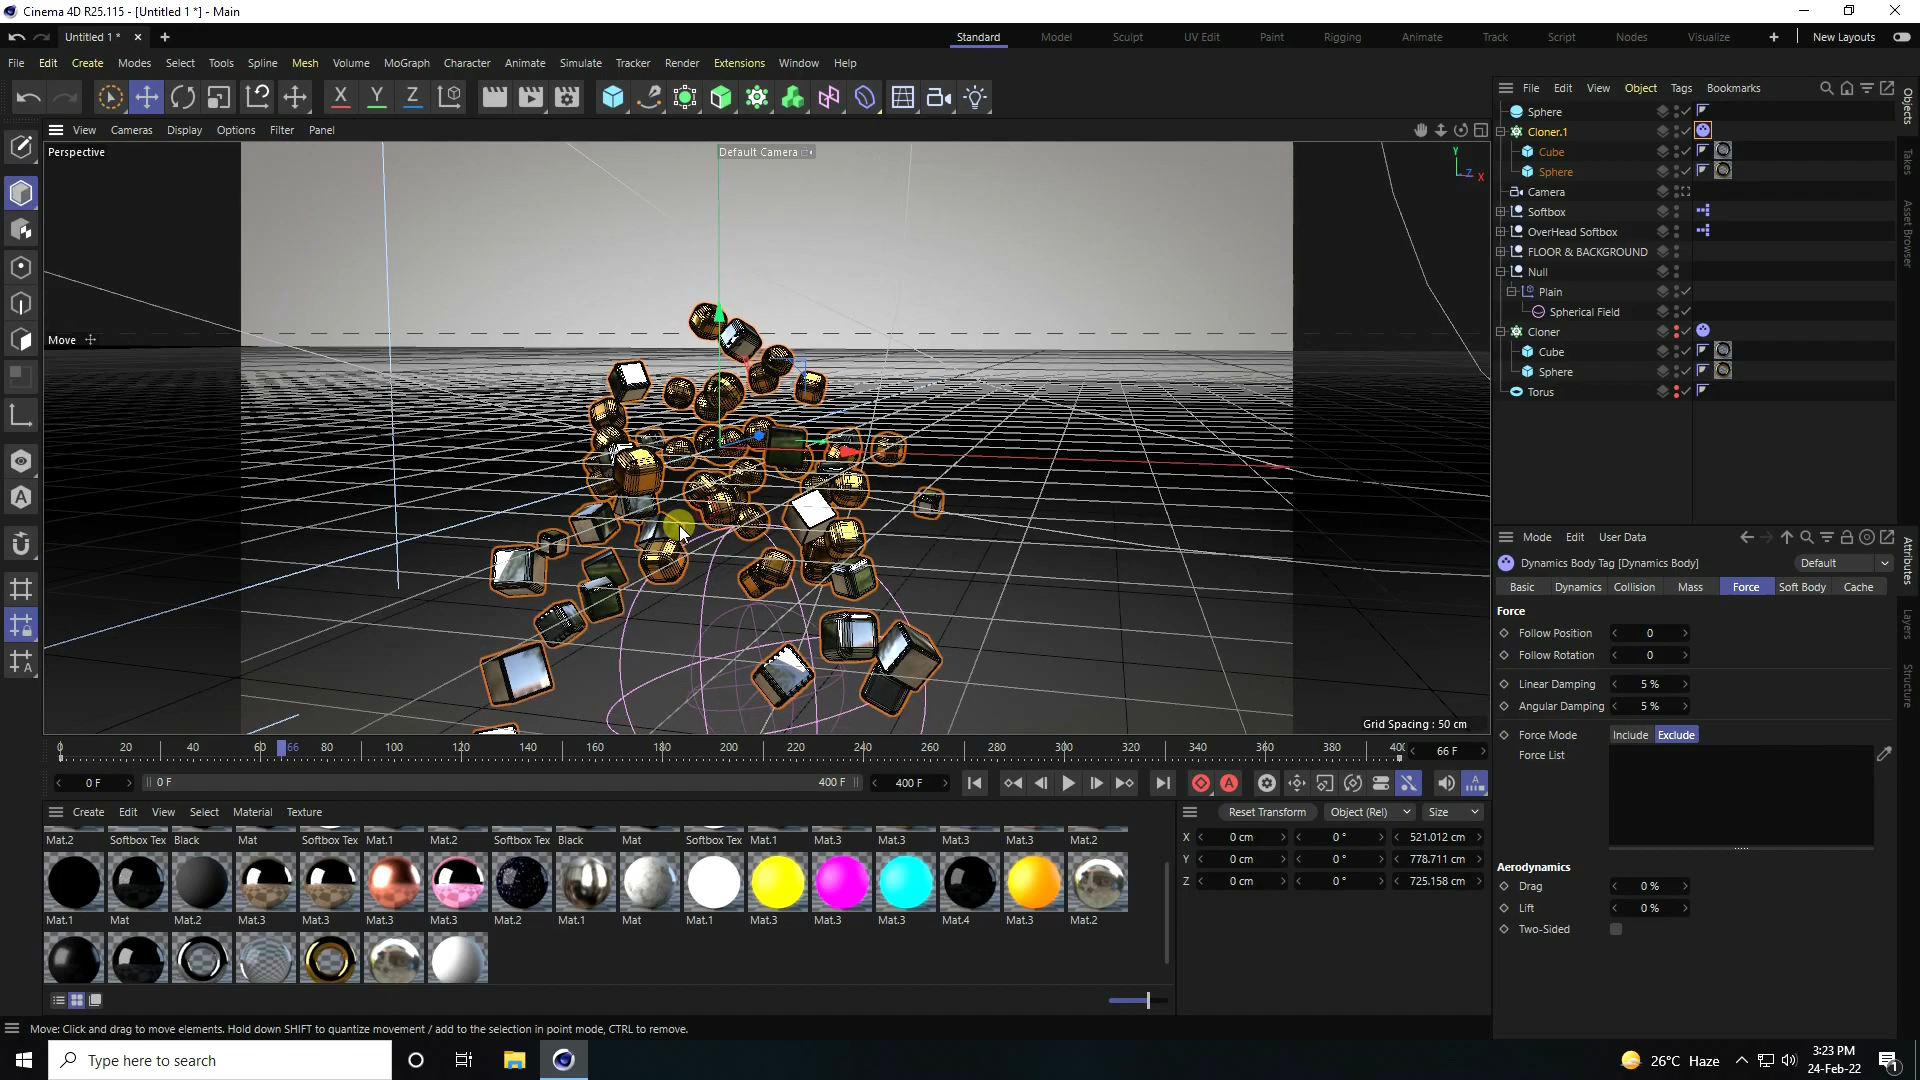 Cinema 4D R25.115 - [Untitled 1 *] - Main
Untitled 1 *
Standard Model Sculpt UV Edit Paint Rigging Animate Track Script Nodes Visualize New Layouts
File Edit Create Modes Select Tools Spline Mesh Volume MoGraph Character Animate Simulate Tracker Render Extensions Window Help
X Y Z
View Cameras Display Options Filter Panel
Perspective
Default Camera
Y
Z X
Move
Grid Spacing : 50 cm
0 20 40 60 66 80 100 120 140 160 180 200 220 240 260 280 300 320 340 360 380 400
66 F
0 F 0 F 400 F 400 F
Create Edit View Select Material Texture
Mat.2 Softbox Tex Black Mat Softbox Tex Mat.1 Mat.2 Softbox Tex Black Mat Softbox Tex Mat.1 Mat.3 Mat.3 Mat.3 Mat.3 Mat.2
Mat.1 Mat Mat.2 Mat.3 Mat.3 Mat.3 Mat.3 Mat.2 Mat.1 Mat Mat.1 Mat.3 Mat.3 Mat.3 Mat.4 Mat.3 Mat.2
Reset Transform Object (Rel) Size
X 0 cm 0 ° 521.012 cm
Y 0 cm 0 ° 778.711 cm
Z 0 cm 0 ° 725.158 cm
File Edit View Object Tags Bookmarks
Sphere
Cloner.1
Cube
Sphere
Camera
Softbox
OverHead Softbox
FLOOR & BACKGROUND
Null
Plain
Spherical Field
Cloner
Cube
Sphere
Torus
Objects
Takes
Asset Browser
Mode Edit User Data
Dynamics Body Tag [Dynamics Body] Default
Basic Dynamics Collision Mass Force Soft Body Cache
Force
Follow Position 0
Follow Rotation 0
Linear Damping 5 %
Angular Damping 5 %
Force Mode Include Exclude
Force List
Aerodynamics
Drag 0 %
Lift 0 %
Two-Sided
Attributes
Layers
Structure
Move: Click and drag to move elements. Hold down SHIFT to quantize movement / add to the selection in point mode, CTRL to remove.
Type here to search
26°C Haze
3:23 PM
24-Feb-22
1